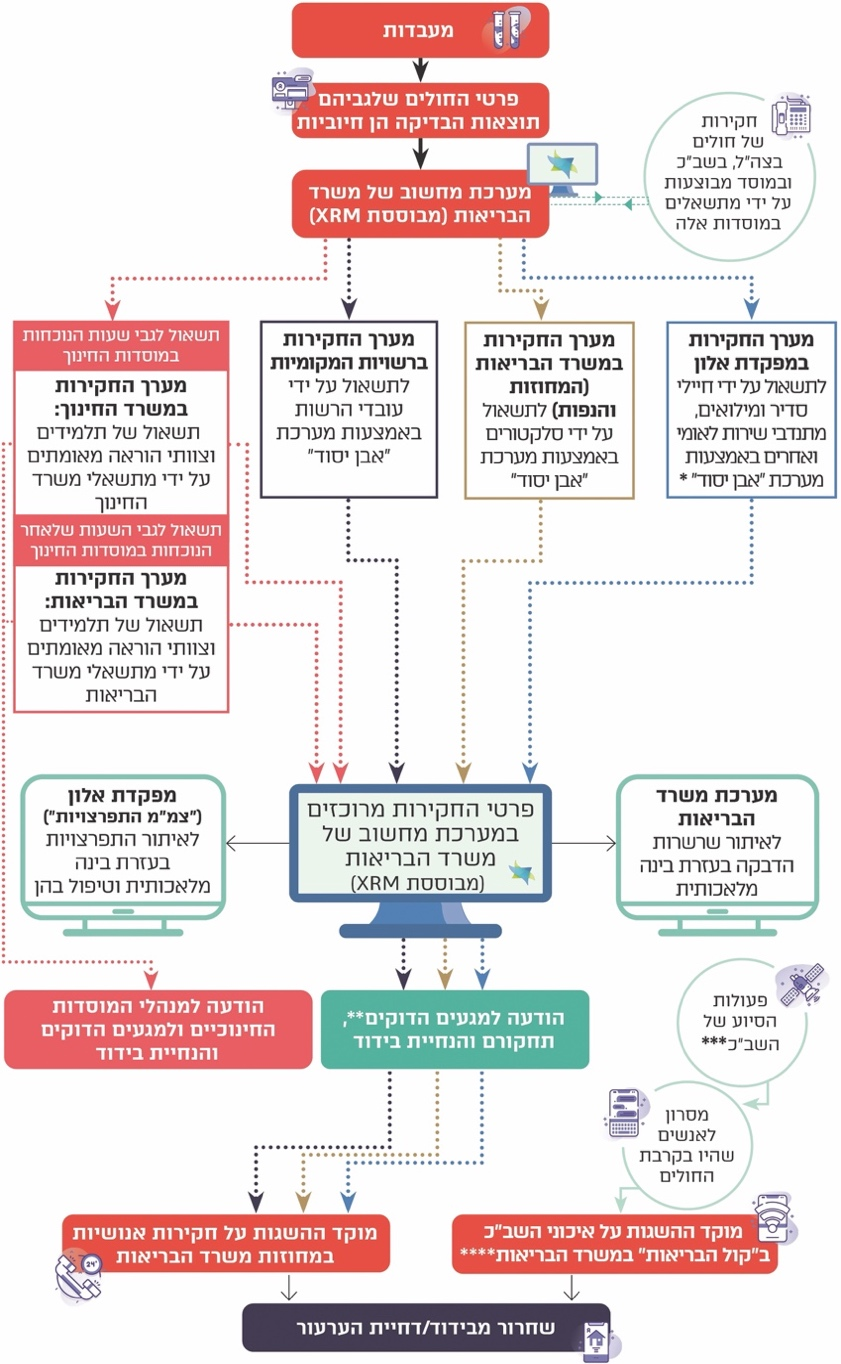 מעבדות
פרטי החולים שלגביהם
תוצאות הבדיקה הן חיוביות
חקירות
של חולים
בצה"ל, בשב"כ
ובמוסד מבוצעות
על ידי מתשאלים
במוסדות אלה
מערכת מחשוב של משרד
הבריאות (מבוססת XRM)
מערך החקירות
במפקדת אלון
לתשאול על ידי חיילי
סדיר ומילואים,
מתנדבי שירות לאומי
ואחרים באמצעות
מערכת "אבן יסוד" *
מערך החקירות
במשרד הבריאות
(המחוזות
והנפות) לתשאול
על ידי סלקטורים
באמצעות מערכת
"אבן יסוד"
מערך החקירות
ברשויות המקומיות
לתשאול על ידי
עובדי הרשות
באמצעות מערכת
"אבן יסוד"
תשאול לגבי שעות הנוכחות
במוסדות החינוך
מערך החקירות
במשרד החינוך:
תשאול של תלמידים
וצוותי הוראה מאומתים
על ידי מתשאלי משרד
החינוך
תשאול לגבי השעות שלאחר
הנוכחות במוסדות החינוך
מערך החקירות
במשרד הבריאות:
תשאול של תלמידים
וצוותי הוראה מאומתים
על ידי מתשאלי משרד
הבריאות
מערכת משרד
הבריאות
לאיתור שרשרות
הדבקה בעזרת בינה
מלאכותית
פרטי החקירות מרוכזים
במערכת מחשוב של
משרד הבריאות
(מבוססת XRM)
מפקדת אלון
("צמ"מ התפרצויות")
לאיתור התפרצויות
בעזרת בינה
מלאכותית וטיפול בהן
פעולות
הסיוע של
השב"כ***
הודעה למגעים הדוקים**,
תחקורם והנחיית בידוד
הודעה למנהלי המוסדות
החינוכיים ולמגעים הדוקים
והנחיית בידוד
מסרון
לאנשים
שהיו בקרבת
החולים
מוקד ההשגות על איכוני השב"כ
ב"קול הבריאות" במשרד הבריאות****
מוקד ההשגות על חקירות אנושיות
במחוזות משרד הבריאות
24'
שחרור מבידוד/דחיית הערעור